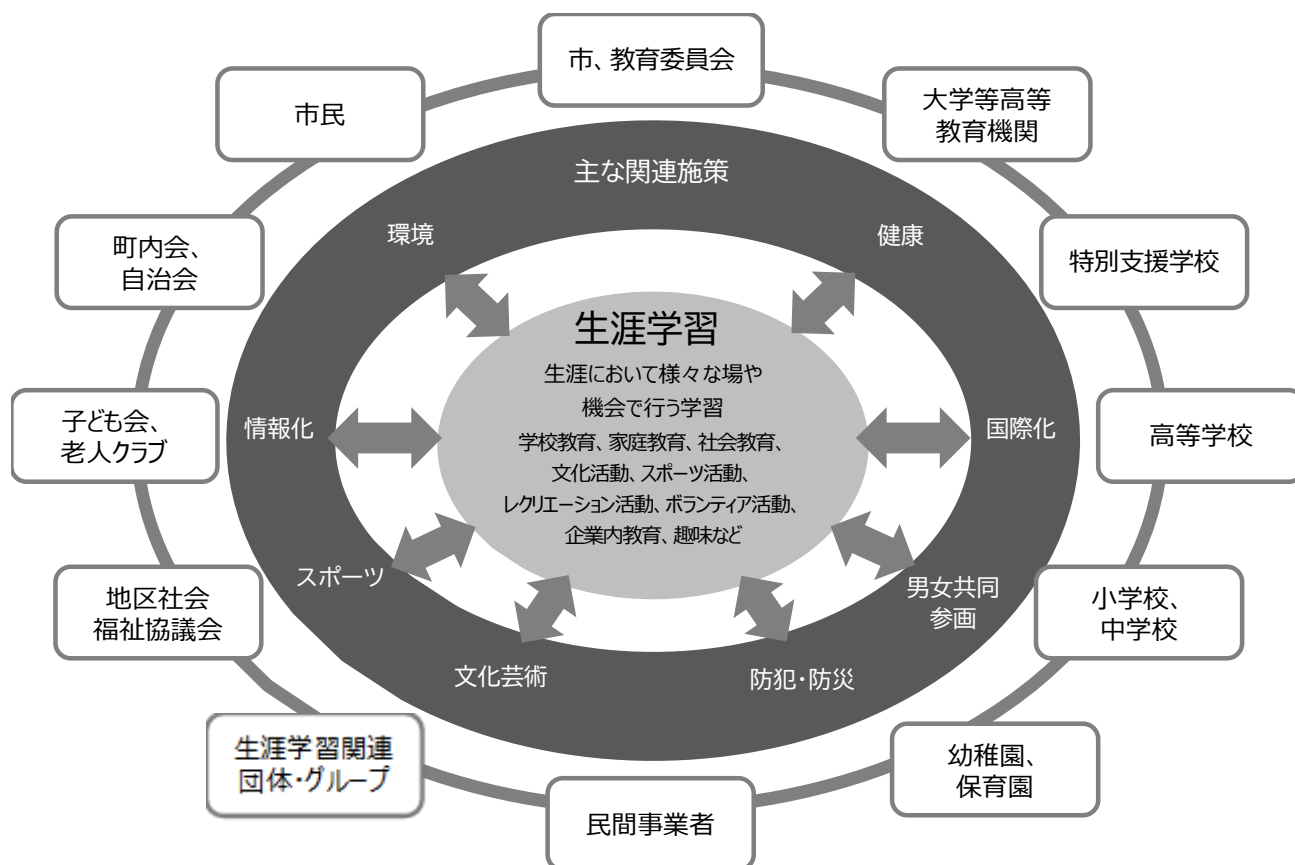 市、教育委員会
市民
大学等高等
教育機関
主な関連施策
環境
健康
町内会、
自治会
特別支援学校
生涯学習
生涯において様々な場や
機会で行う学習
学校教育、家庭教育、社会教育、
文化活動、スポーツ活動、
レクリエーション活動、ボランティア活動、
企業内教育、趣味など
子ども会、
老人クラブ
情報化
国際化
高等学校
スポーツ
男女共同
参画
地区社会
福祉協議会
小学校、
中学校
文化芸術
防犯・防災
生涯学習関連
団体・グループ
幼稚園、
保育園
民間事業者